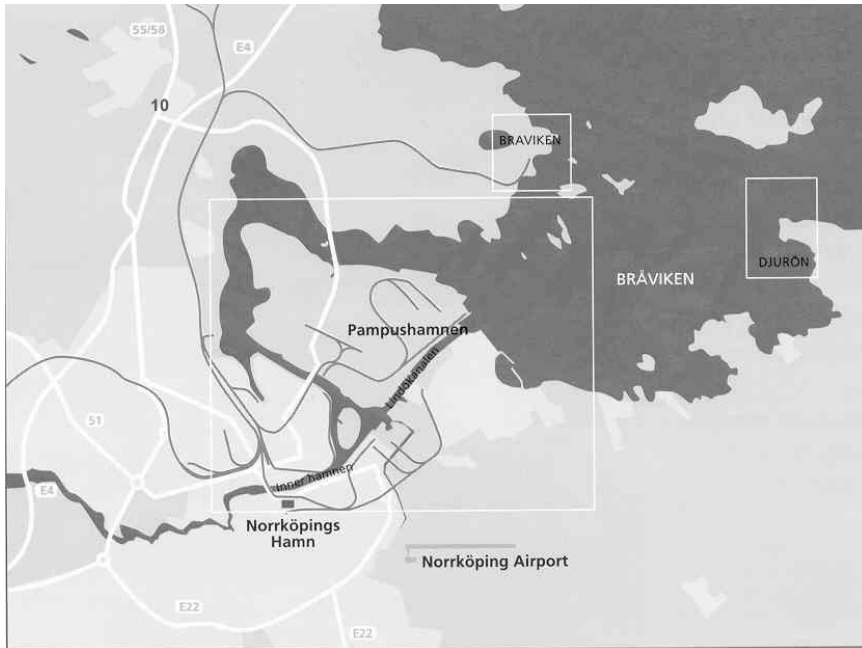 55/56
E4
10
BRAVIKEN
DJURÖN
BRÅVIKEN
Pampushamnen
Lindökanalen
51
Inner hamnen
E4
Norrköpings
Hamn
Norrköping Airport
E22
E22